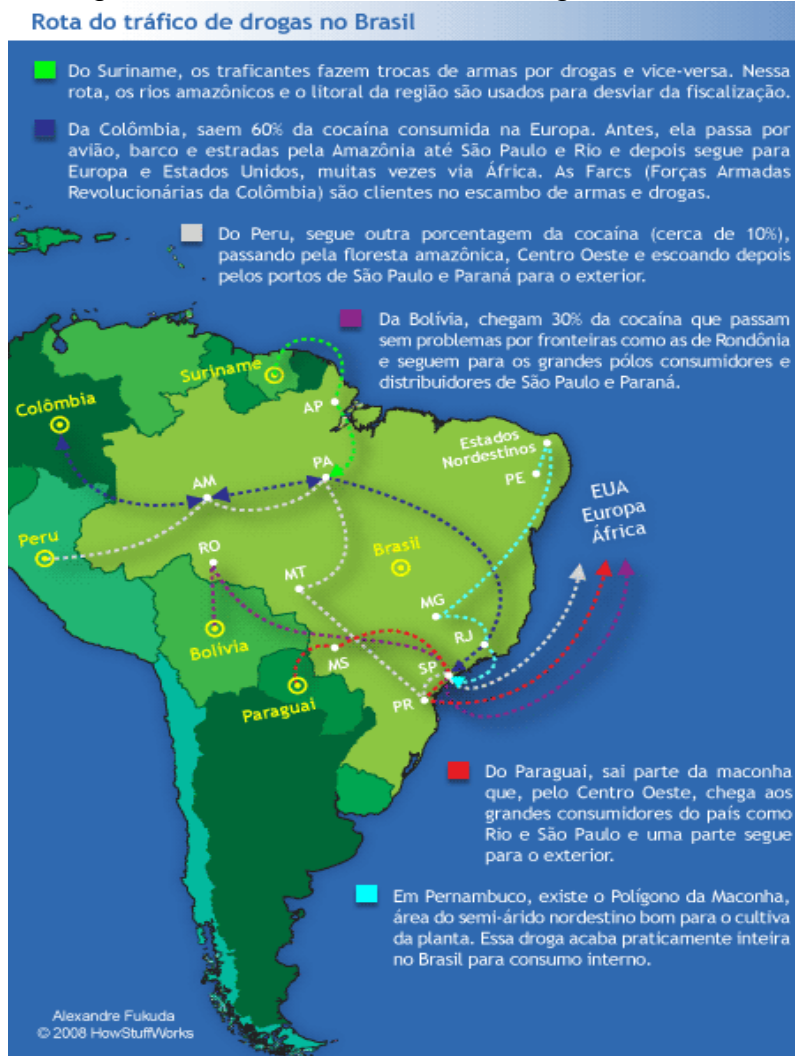 Rota do tráfico de drogas no Brasil
Do Suriname, os traficantes fazem trocas de armas por drogas e vice-versa. Nessa
rota, os rios amazônicos e o litoral da região são usados para desviar da fiscalização.
Da Colômbia, saem 60% da cocaína consumida na Europa. Antes, ela passa por
avião, barco e estradas pela Amazônia até São Paulo e Rio e depois segue para
Europa e Estados Unidos, muitas vezes via África. As Farcs (Forças Armadas
Revolucionárias da Colômbia) são clientes no escambo de armas e drogas.
Do Peru, segue outra porcentagem da cocaína (cerca de 10%),
passando pela floresta amazônica, Centro Oeste e escoando depois
pelos portos de São Paulo e Paraná para o exterior.
Da Bolívia, chegam 30% da cocaína que passam
sem problemas por fronteiras como as de Rondônia
e seguem para os grandes pólos consumidores e
distribuidores de São Paulo e Paraná.
Suriname
Colômbia
AP
Estados
Nordestinos
PA
PE
AM
EUA
Europa
África
Peru
RO
Brasil
MT
MG
Bolívia
RJ
MS
SP
Paraguai
PR
Do Paraguai, sai parte da maconha
que, pelo Centro Oeste, chega aos
grandes consumidores do país como
Rio e São Paulo e uma parte segue
para o exterior.
Em Pernambuco, existe o Polígono da Maconha,
área do semi-árido nordestino bom para o cultiva
da planta. Essa droga acaba praticamente inteira
no Brasil para consumo interno.
Alexandre Fukuda
© 2008 HowStuffWorks